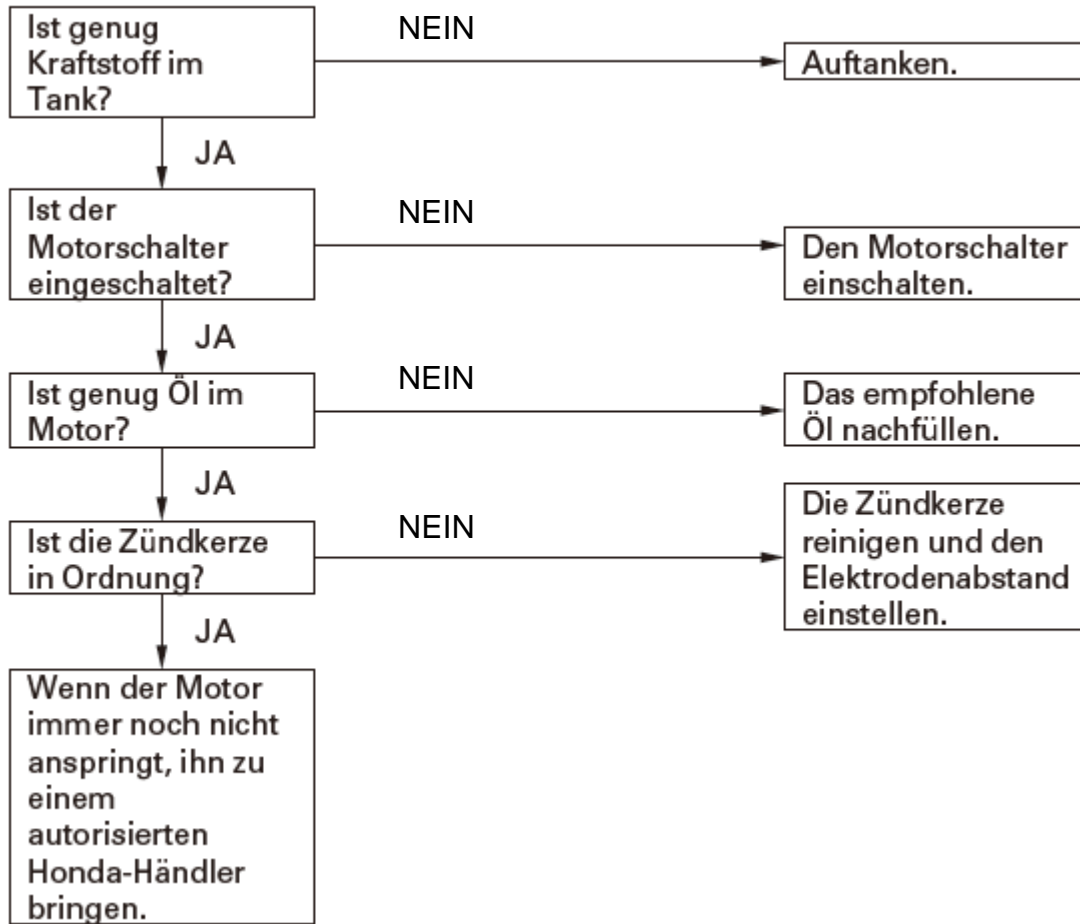 Ist genug
Kraftstoff im
Tank?
NEIN
Auftanken.
JA
Ist der
Motorschalter
eingeschaltet?
NEIN
Den Motorschalter
einschalten.
JA
Ist genug Öl im
Motor?
NEIN
Das empfohlene
Öl nachfüllen.
JA
Ist die Zündkerze
in Ordnung?
NEIN
Die Zündkerze
reinigen und den
Elektrodenabstand
einstellen.
JA
Wenn der Motor
immer noch nicht
anspringt, ihn zu
einem
autorisierten
Honda-Händler
bringen.